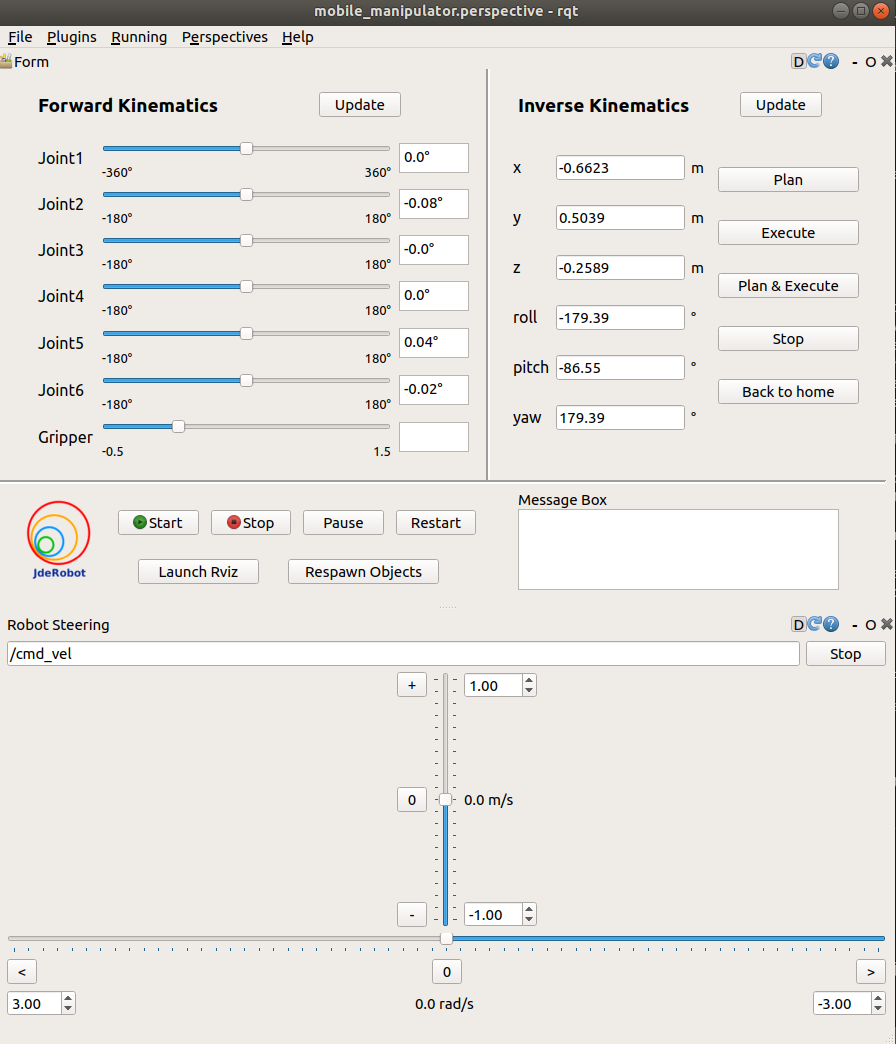 mobile_manipulator.perspective - rqt
File Plugins Running Perspectives Help
Form D ? - O
Forward Kinematics Update
Joint1 0.0°
-360° 360°
Joint2 -0.08°
-180° 180°
Joint3 -0.0°
-180° 180°
Joint4 0.0°
-180° 180°
Joint5 0.04°
-180° 180°
Joint6 -0.02°
-180° 180°
Gripper
-0.5 1.5
Inverse Kinematics Update
x -0.6623 m
y 0.5039 m
z -0.2589 m
roll -179.39 °
pitch -86.55 °
yaw 179.39 °
Plan
Execute
Plan & Execute
Stop
Back to home
JdeRobot
Start Stop Pause Restart
Launch Rviz Respawn Objects
Message Box
Robot Steering D ? - O
/cmd_vel Stop
+ 1.00
0 0.0 m/s
- -1.00
< 0 >
3.00 0.0 rad/s -3.00